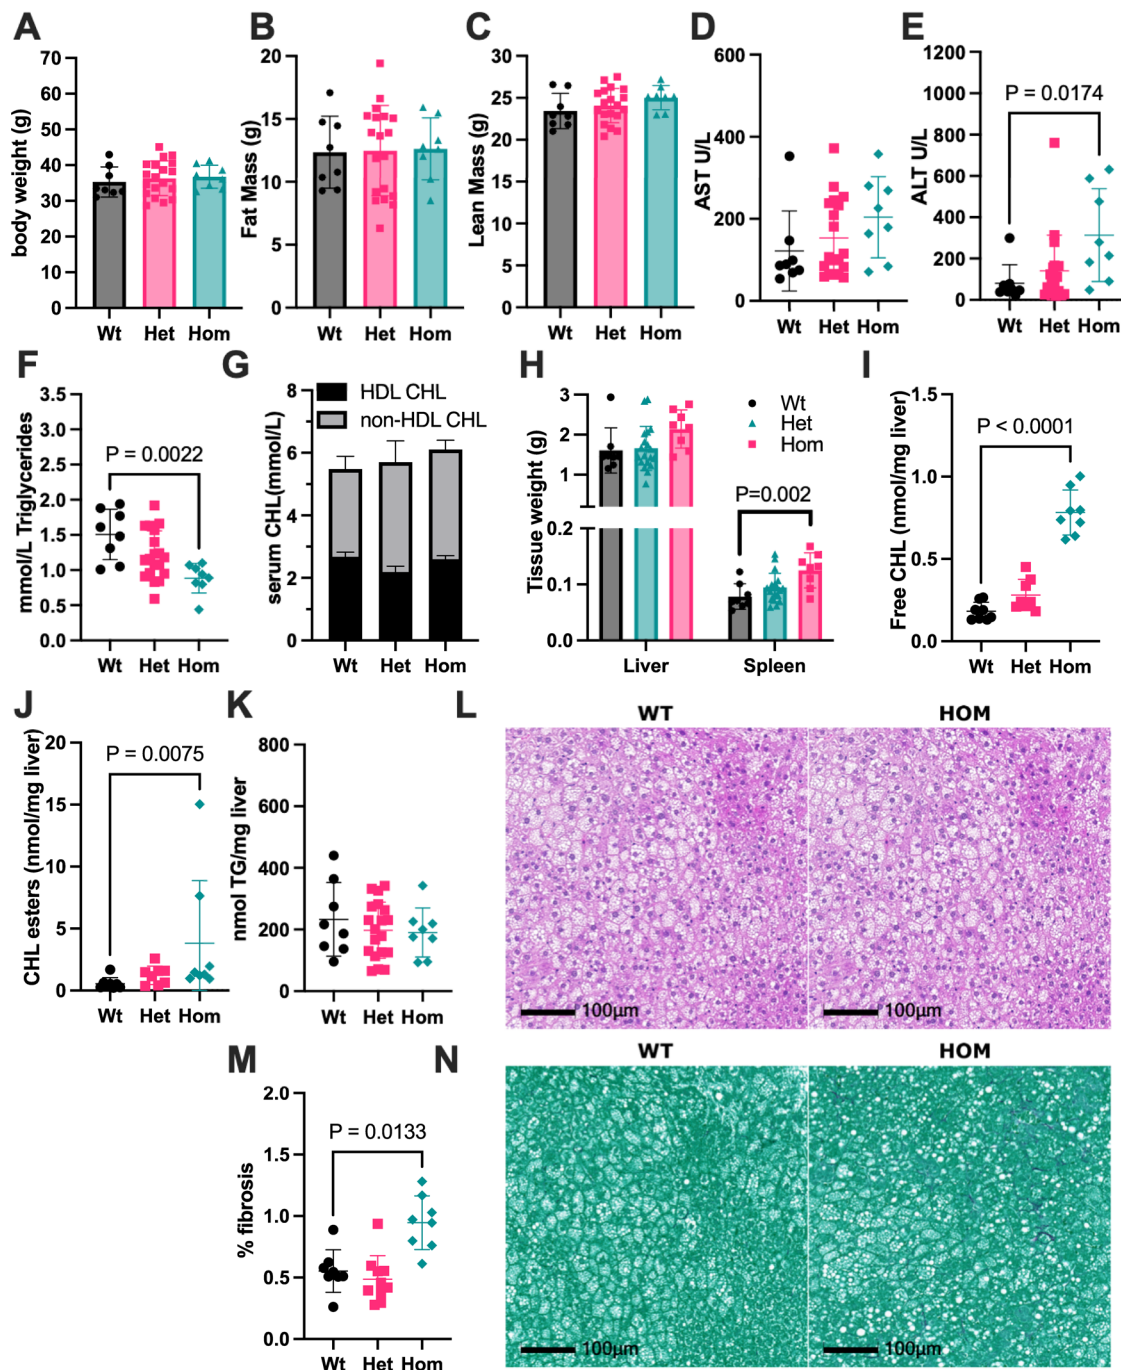 A
body weight (g)
70
60
50
40
30
20
10
0
Wt Het Hom
B
Fat Mass (g)
20
15
10
5
0
Wt Het Hom
C
Lean Mass (g)
30
25
20
15
10
5
0
Wt Het Hom
D
AST U/L
600
400
200
0
Wt Het Hom
E
ALT U/L
1200
1000
800
600
400
200
0
P = 0.0174
Wt Het Hom
F
mmol/L Triglycerides
3.5
3.0
2.5
2.0
1.5
1.0
0.5
0.0
P = 0.0022
Wt Het Hom
G
serum CHL(mmol/L)
8
6
4
2
0
HDL CHL
non-HDL CHL
Wt Het Hom
H
Tissue weight (g)
3
2
1
0.2
0.1
0.0
Wt
Het
Hom
P=0.002
Liver Spleen
I
Free CHL (nmol/mg liver)
1.5
1.0
0.5
0.0
P < 0.0001
Wt Het Hom
J
CHL esters (nmol/mg liver)
20
15
10
5
0
P = 0.0075
Wt Het Hom
K
nmol TG/mg liver
800
600
400
200
0
Wt Het Hom
L
WT HOM
100µm 100µm
M
% fibrosis
2.0
1.5
1.0
0.5
0.0
P = 0.0133
Wt Het Hom
N
WT HOM
100µm 100µm